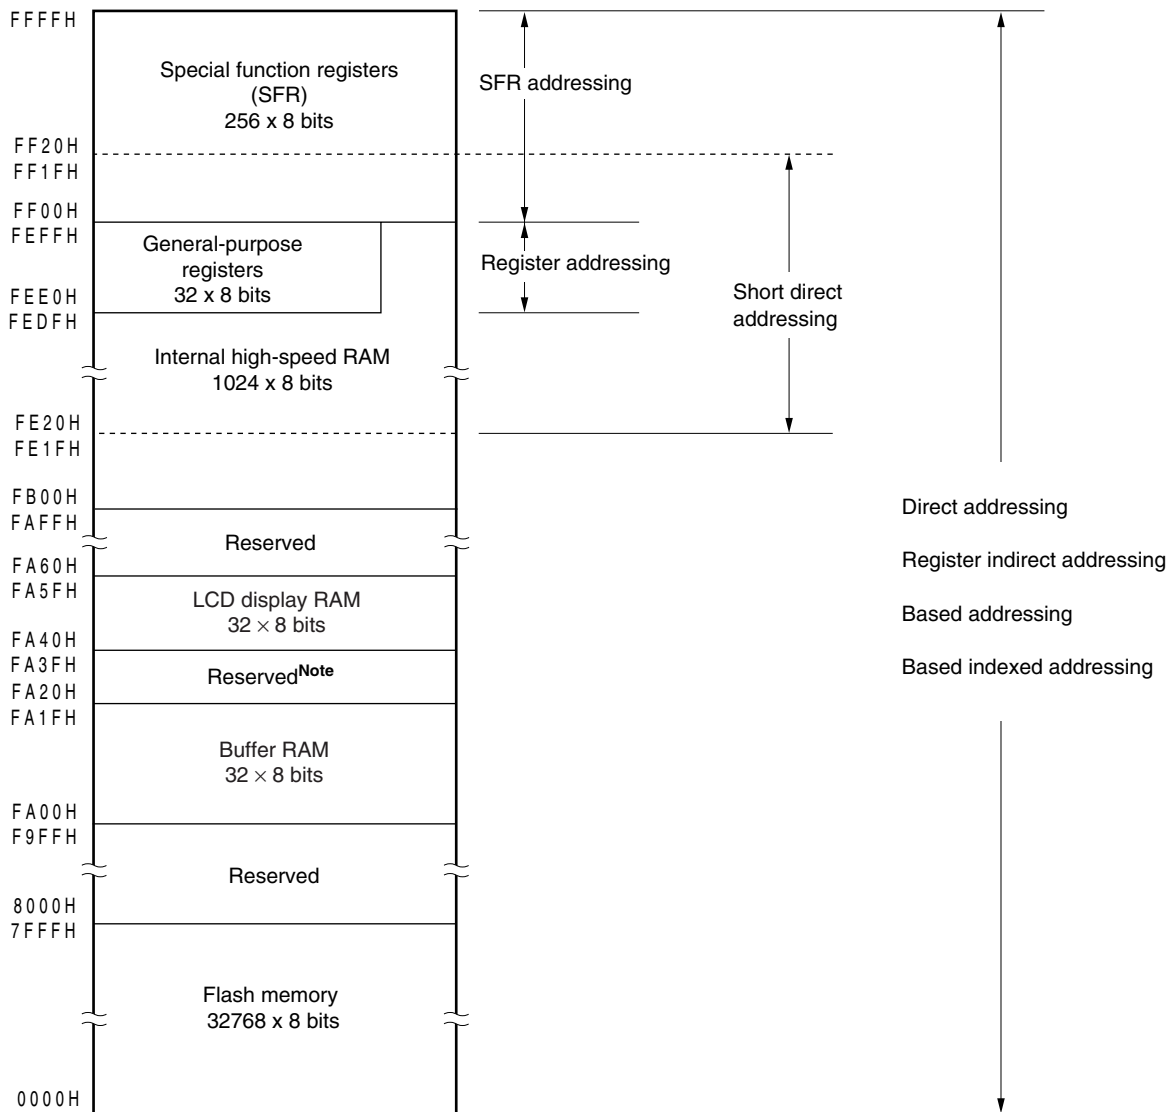 FFFFH
Special function registers
(SFR)
256 x 8 bits
SFR addressing
FF20H
FF1FH
FF00H
FEFFH
General-purpose
registers
32 x 8 bits
Register addressing
FEE0H
FEDFH
Short direct
addressing
Internal high-speed RAM
1024 x 8 bits
FE20H
FE1FH
FB00H
FAFFH
Reserved
Direct addressing
Register indirect addressing
Based addressing
Based indexed addressing
FA60H
FA5FH
LCD display RAM
32 × 8 bits
FA40H
FA3FH
ReservedNote
FA20H
FA1FH
Buffer RAM
32 × 8 bits
FA00H
F9FFH
Reserved
8000H
7FFFH
Flash memory
32768 x 8 bits
0000H